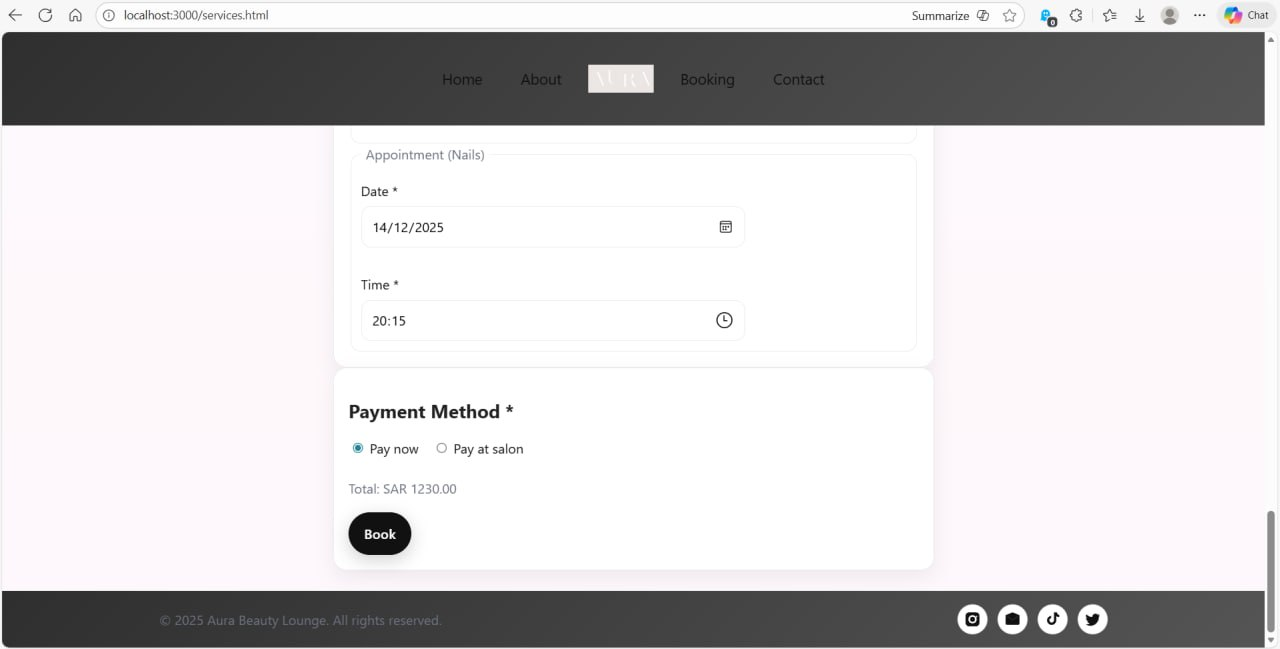 localhost:3000/services.html
Summarize
0
Chat
Home
About
AURA
Booking
Contact
Appointment (Nails)
Date *
14/12/2025
Time *
20:15
Payment Method *
Pay now
Pay at salon
Total: SAR 1230.00
Book
© 2025 Aura Beauty Lounge. All rights reserved.